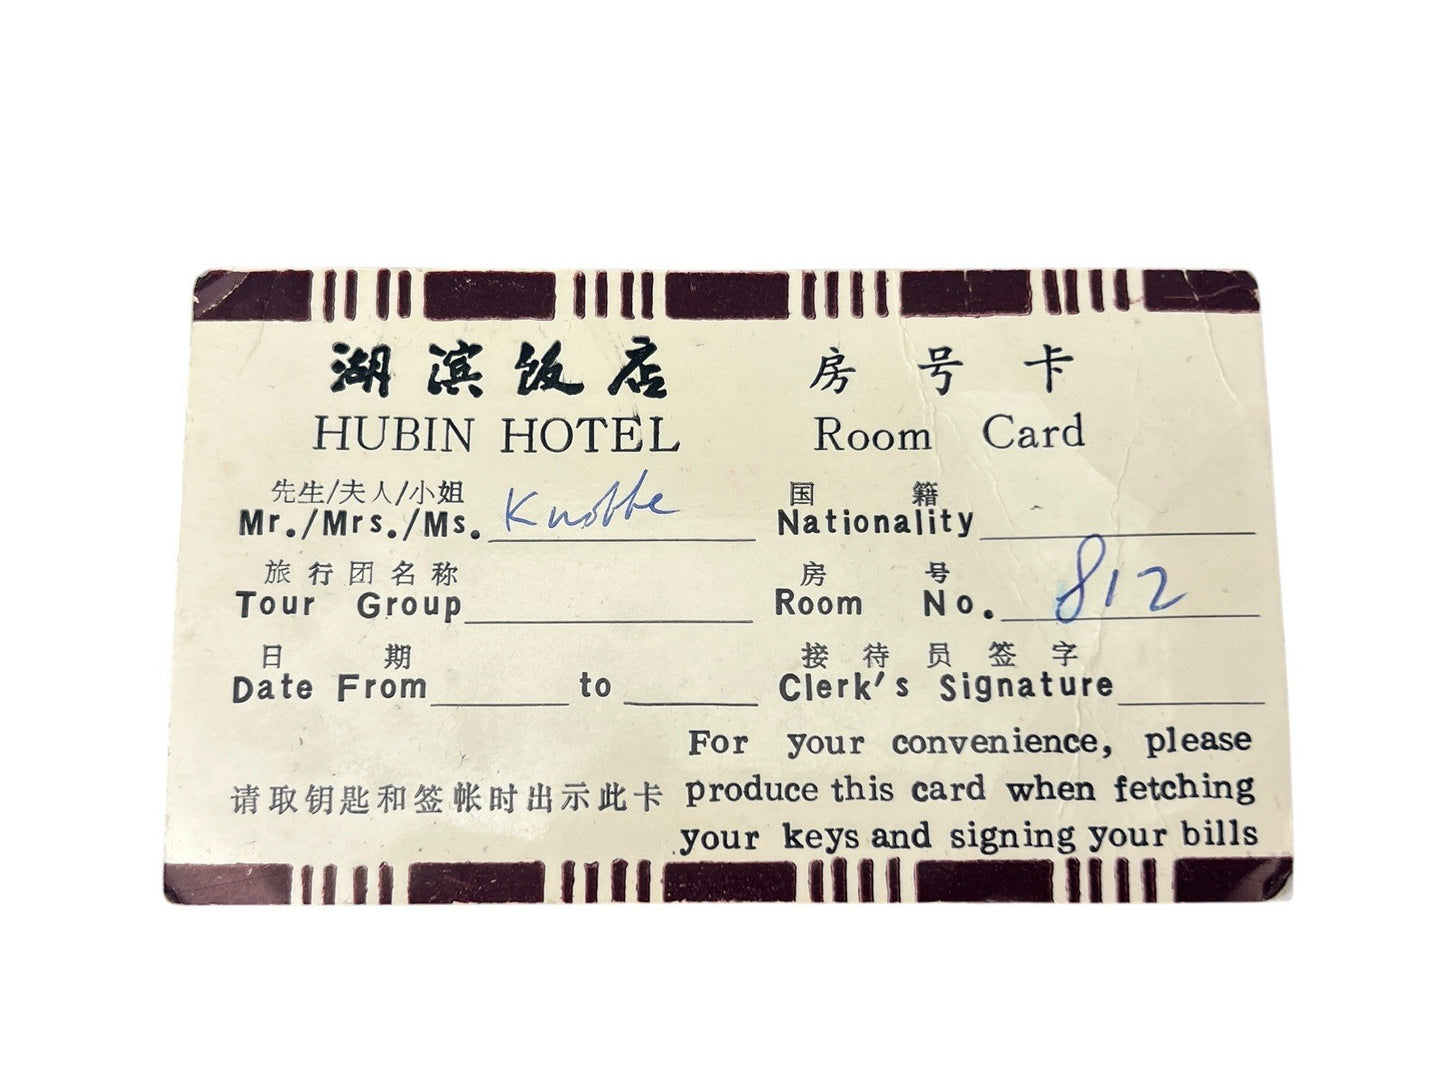 湖滨饭店 房号卡
HUBIN HOTEL Room Card
先生/夫人/小姐 国籍
Mr./Mrs./Ms. Knobbe Nationality
旅行团名称 房号
Tour Group Room No. 812
日期 接待员签字
Date From to Clerk's Signature
For your convenience, please
请取钥匙和签帐时出示此卡 produce this card when fetching
your keys and signing your bills